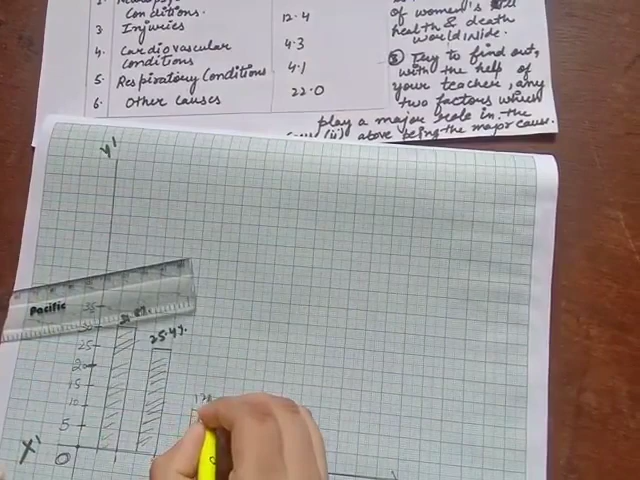 Conditions.
3. Injuries 12.4
4. Cardiovascular
conditions 4.3
5. Respiratory Conditions 4.1
6. Other Causes 22.0
of women's ill
health & death
worldwide.
③ Try to find out,
with the help of
your teacher, any
two factors which
play a major role in the
(ii) above being the major cause.
y'
Pacific
35
25
20
15
10
5
0
X'
25.4%